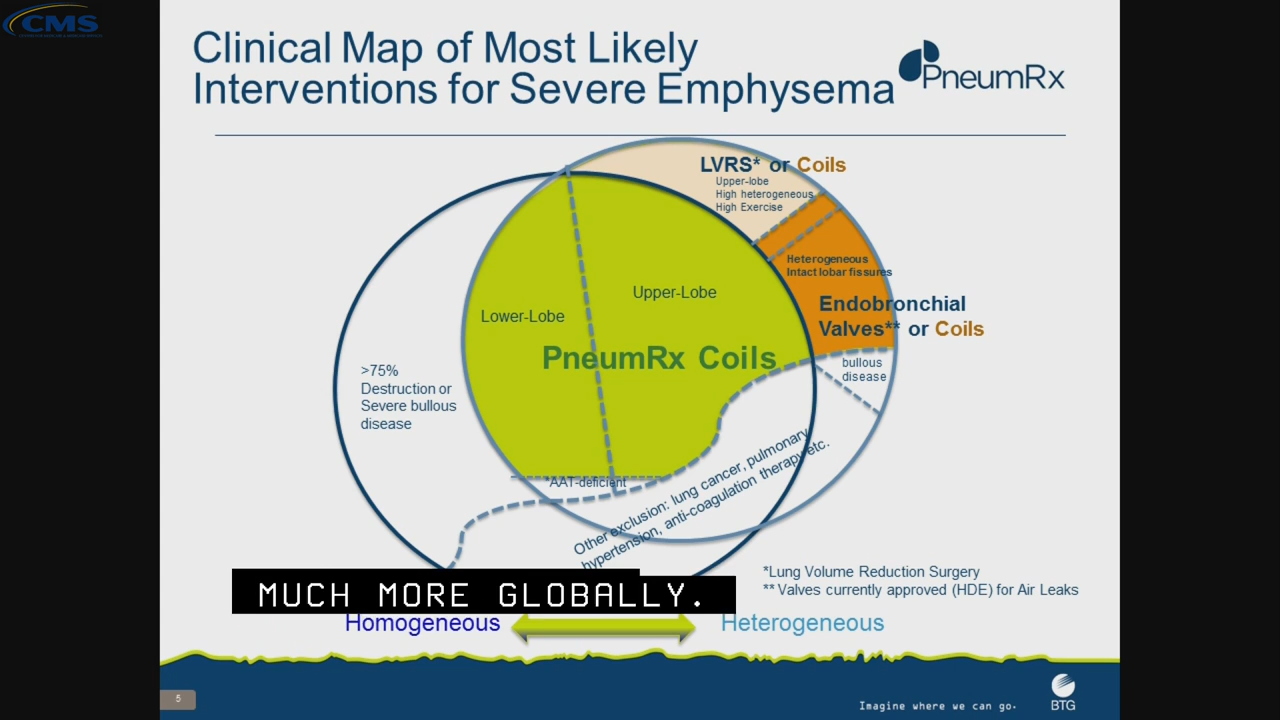 CMS
Clinical Map of Most Likely
Interventions for Severe Emphysema
PneumRx
LVRS* or Coils
Upper-lobe
High heterogeneous
High Exercise
Heterogeneous
Intact lobar fissures
Endobronchial
Valves** or Coils
Upper-Lobe
Lower-Lobe
PneumRx Coils
bullous
disease
>75%
Destruction or
Severe bullous
disease
*AAT-deficient
Other exclusion: lung cancer, pulmonary
hypertension, anti-coagulation therapy etc.
*Lung Volume Reduction Surgery
** Valves currently approved (HDE) for Air Leaks
MUCH MORE GLOBALLY.
Homogeneous
Heterogeneous
5
Imagine where we can go.
BTG